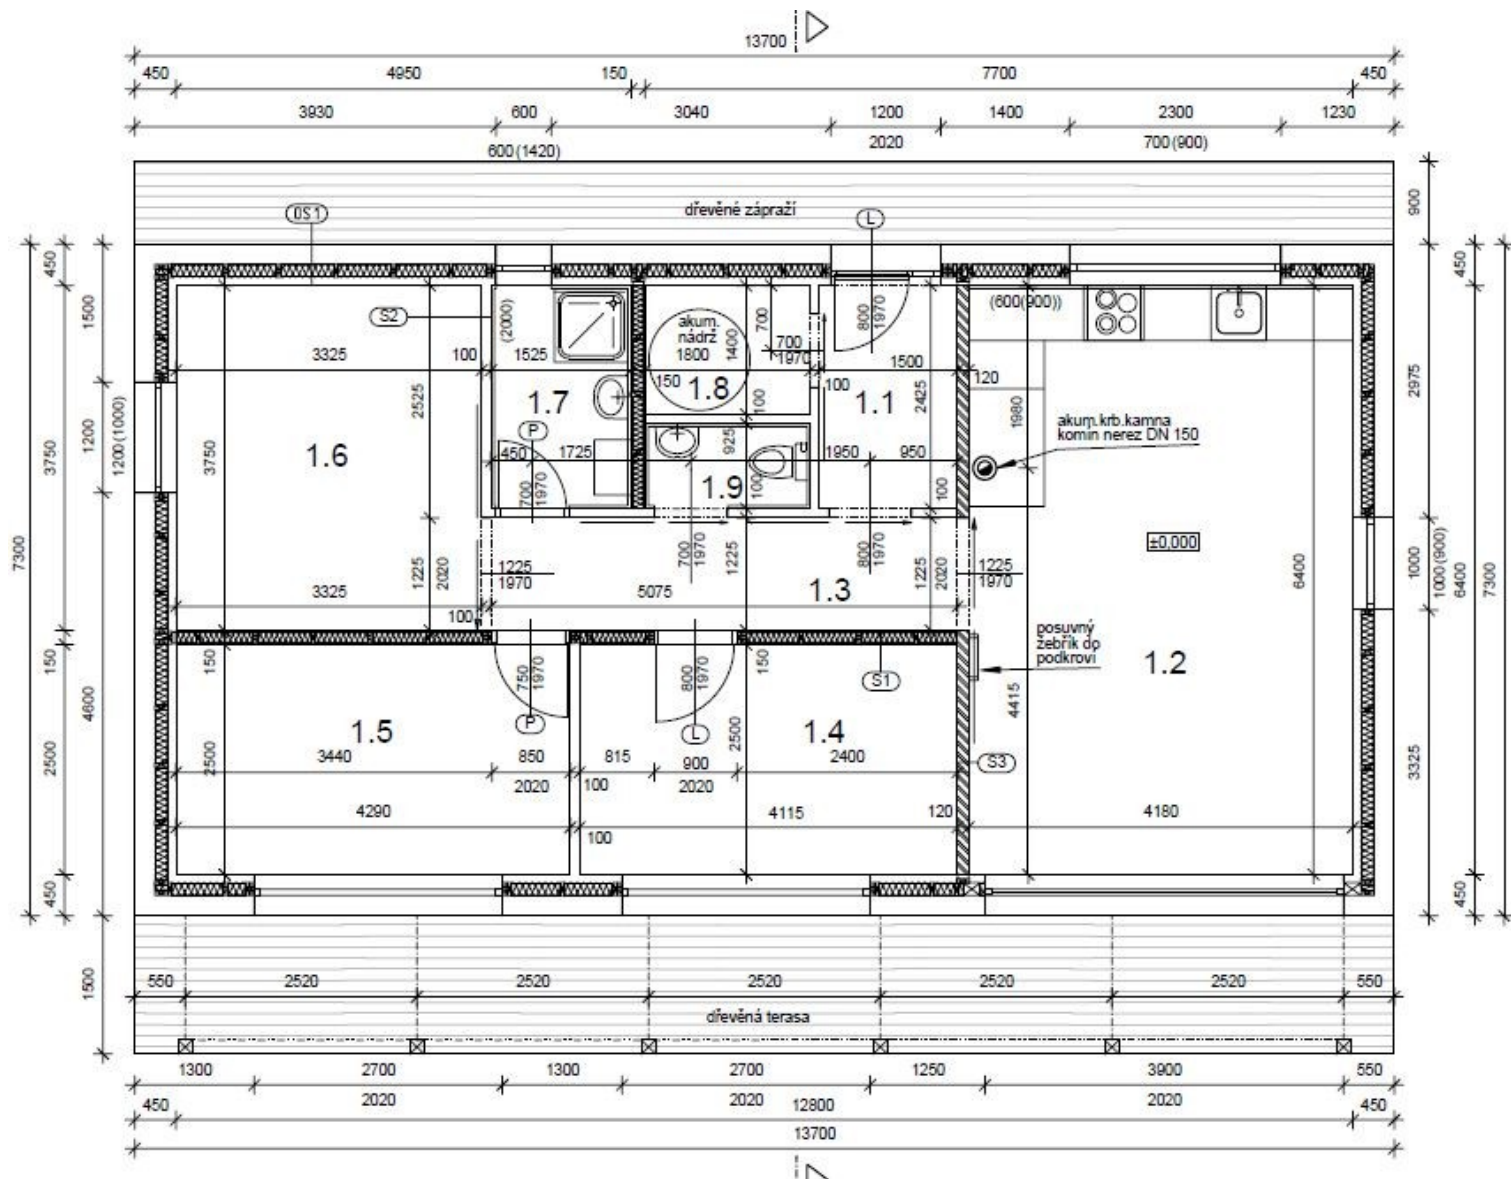 13700
450 4950 150 7700 450
3930 600 3040 1200 1400 2300 1230
600(1420) 2020 700(900)
dřevěné zápraží
0S1 L
900
450 450
1500
S2 (2000) akum.
nádrž
1800 700 1400 700
1970 800
1970 (600(900))
3325 100 1525 150 1.8 100 1500 120
2525 1.7 100 1.1 2425 1980 2975
akum.krb.kamna
komín nerez DN 150
1200 1200(1000) 3750 3750 1.6 P
450 1725 925 1950 950
700
1970 1.9 100 100
7300 ±0,000 7300
1225 2020 1225
1970 700
1970 1225 800
1970 1225 2020 1225
1970 6400 1000 1000(900) 6400
3325 5075 1.3
100
posuvný
žebřík do
podkroví
1.2
150 150 750
1970 800
1970 150 S1
4600 1.5 P L 1.4 4415
2500 2500 3440 850 815 900 2500 2400 S3 3325
2020 100 2020
4290 100 4115 120 4180
450 450
1500
550 2520 2520 2520 2520 2520 550
dřevěná terasa
1300 2700 1300 2700 1250 3900 550
2020 2020 2020
450 12800 450
13700